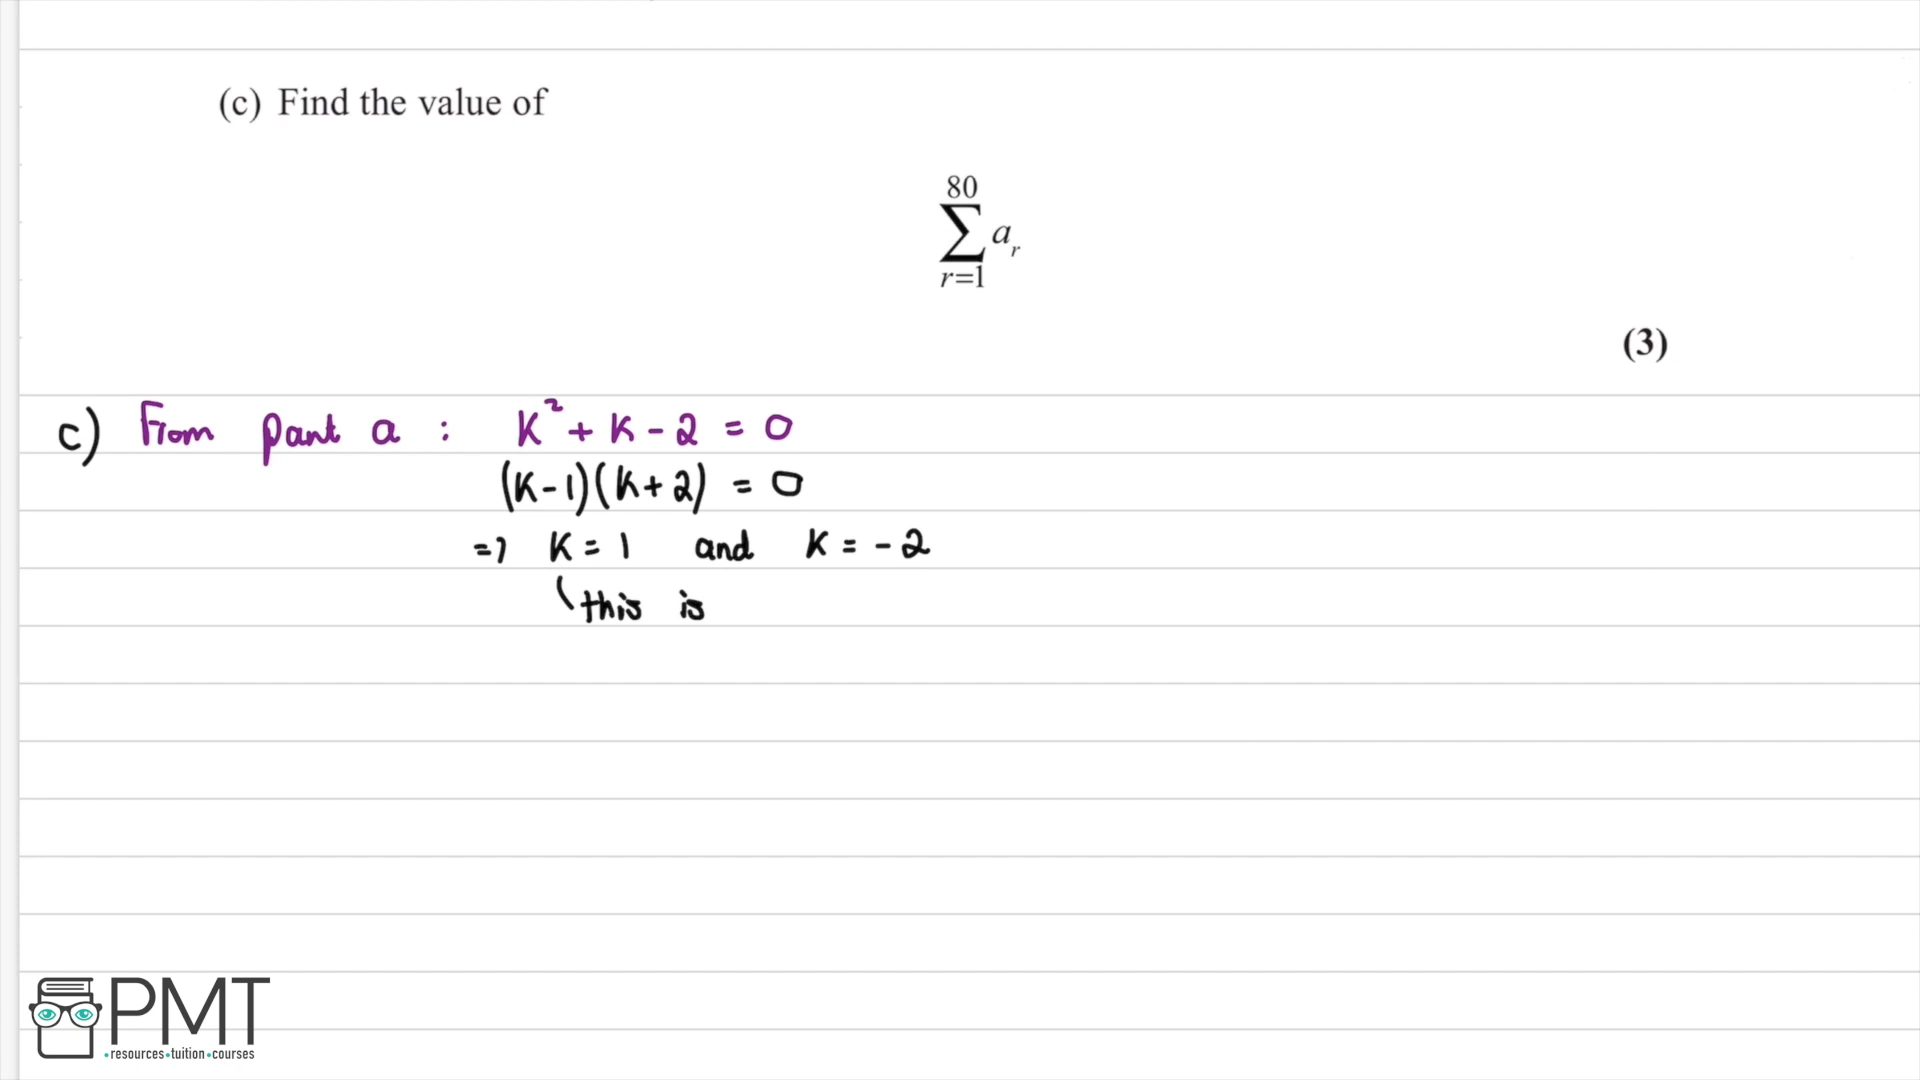 (c) Find the value of
80
∑ a_r
r=1
(3)
c) From part a : K² + K - 2 = 0
(K-1)(K+2) = 0
=> K = 1 and K = -2
this is
PMT
•resources•tuition•courses